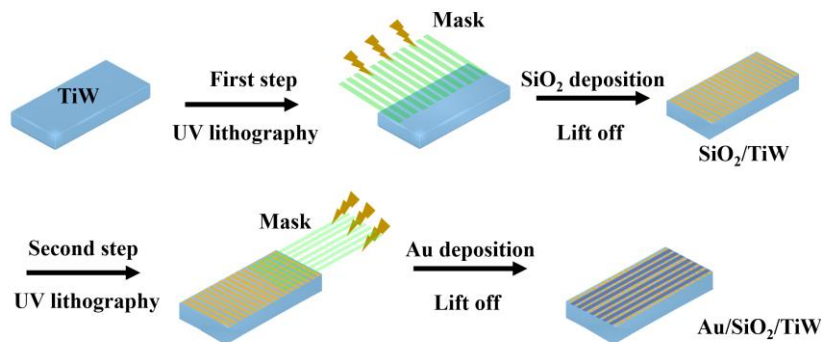 Mask
TiW
First step
UV lithography
SiO₂ deposition
Lift off
SiO₂/TiW
Second step
UV lithography
Mask
Au deposition
Lift off
Au/SiO₂/TiW